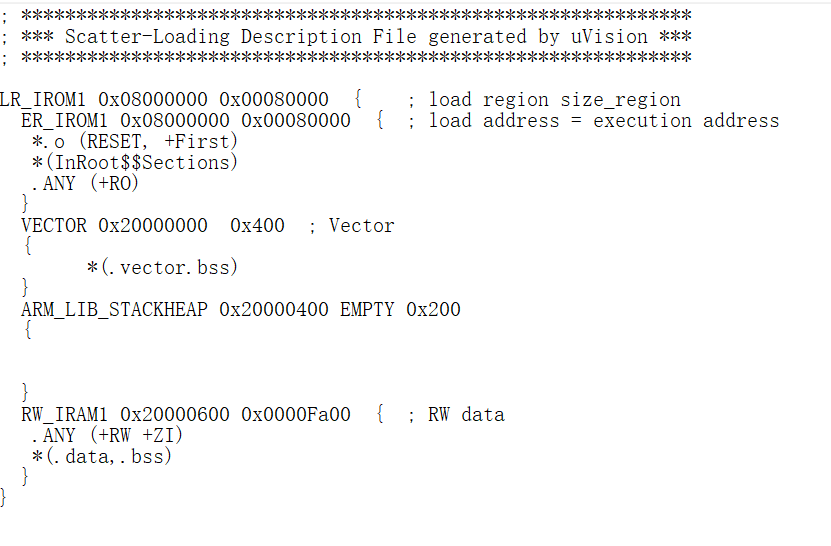 ; *************************************************************
; *** Scatter-Loading Description File generated by uVision ***
; *************************************************************
LR_IROM1 0x08000000 0x00080000  {    ; load region size_region
  ER_IROM1 0x08000000 0x00080000  {  ; load address = execution address
   *.o (RESET, +First)
   *(InRoot$$Sections)
   .ANY (+RO)
  }
  VECTOR 0x20000000  0x400  ; Vector
  {
        *(.vector.bss)
  }
  ARM_LIB_STACKHEAP 0x20000400 EMPTY 0x200
  {
  }
  RW_IRAM1 0x20000600 0x0000Fa00  {  ; RW data
   .ANY (+RW +ZI)
   *(.data,.bss)
  }
}